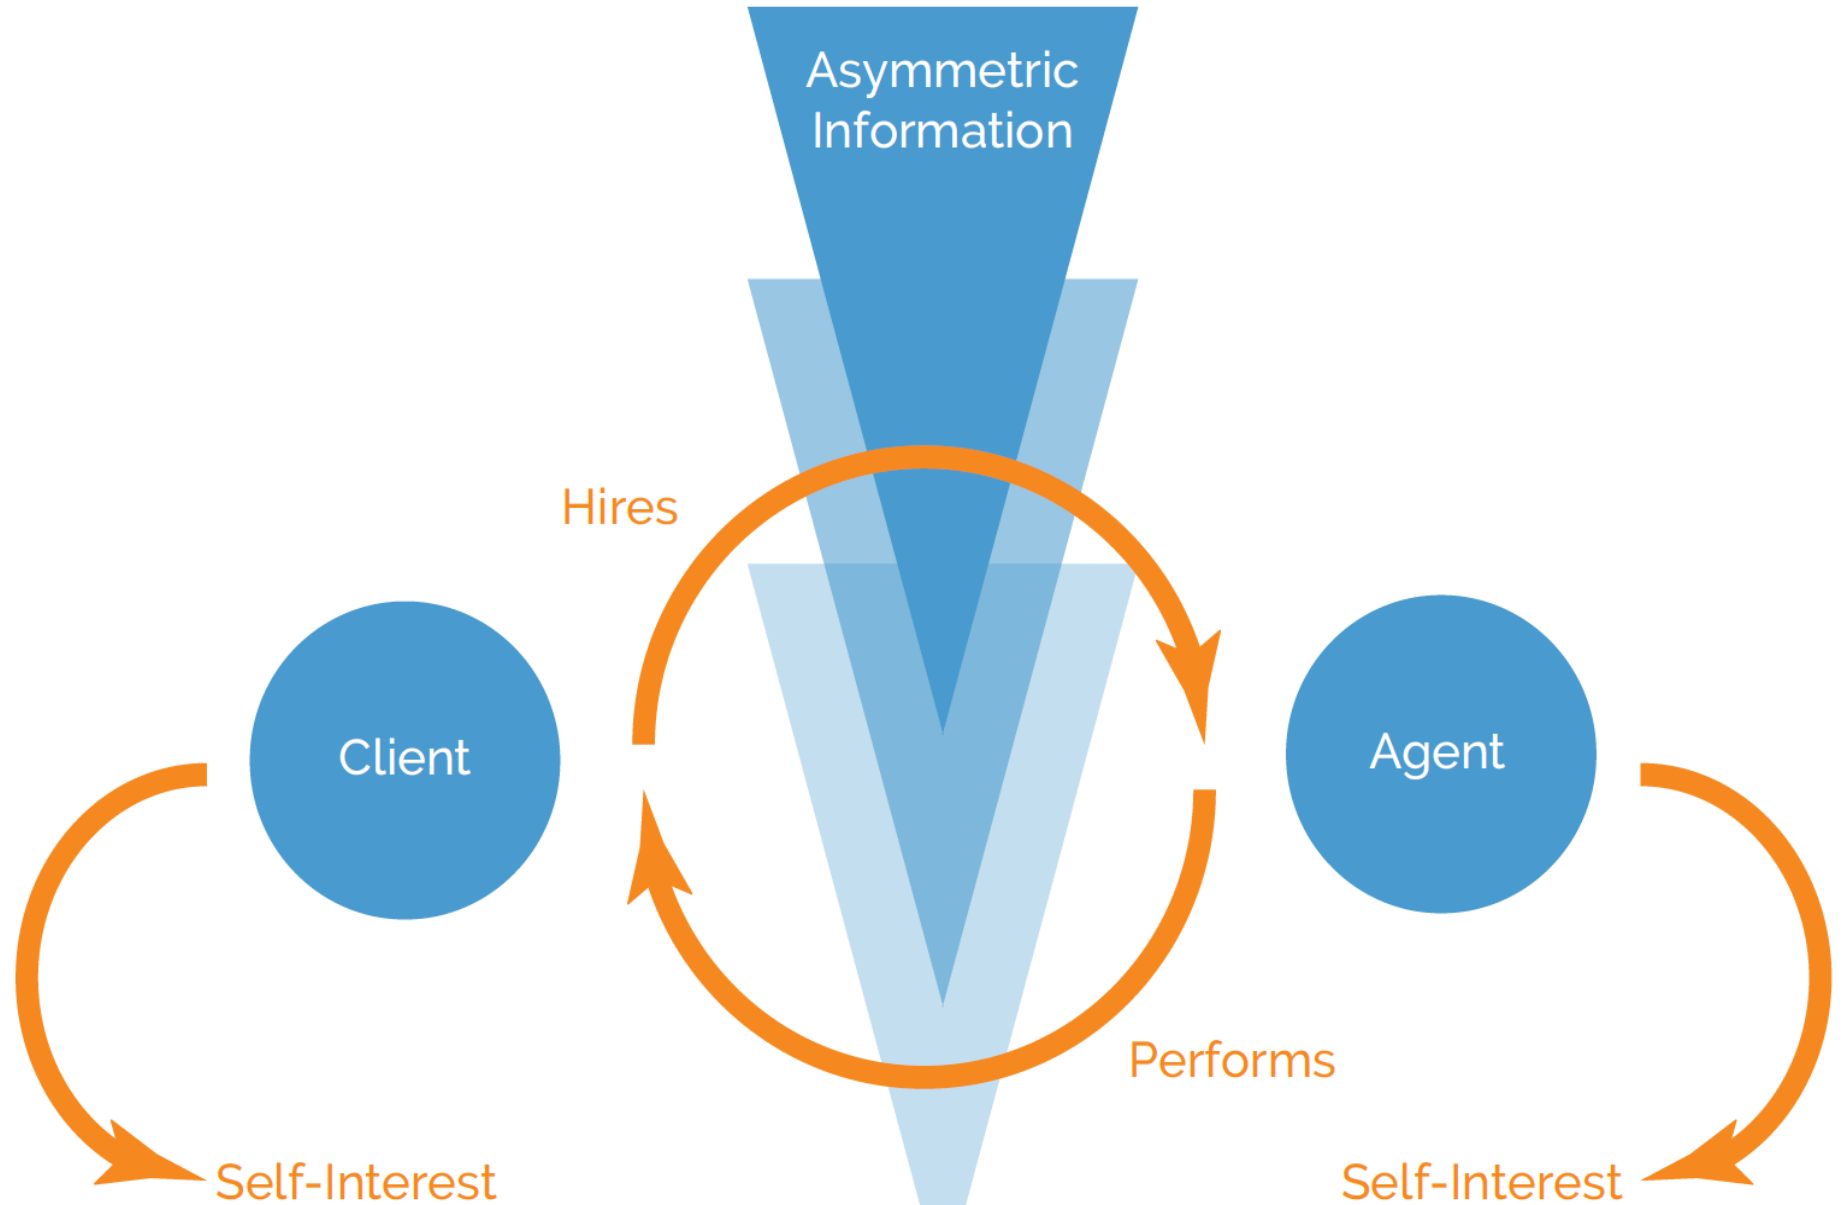 Asymmetric
Information
Hires
Client
Agent
Performs
Self-Interest
Self-Interest